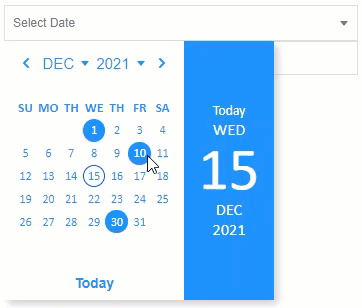 Select Date
DEC 2021
SU MO TH WE TH FR SA
1 2 3 4
5 6 7 8 9 10 11
12 13 14 15 16 17 18
19 20 21 22 23 24 25
26 27 28 29 30 31
Today
Today
WED
15
DEC
2021